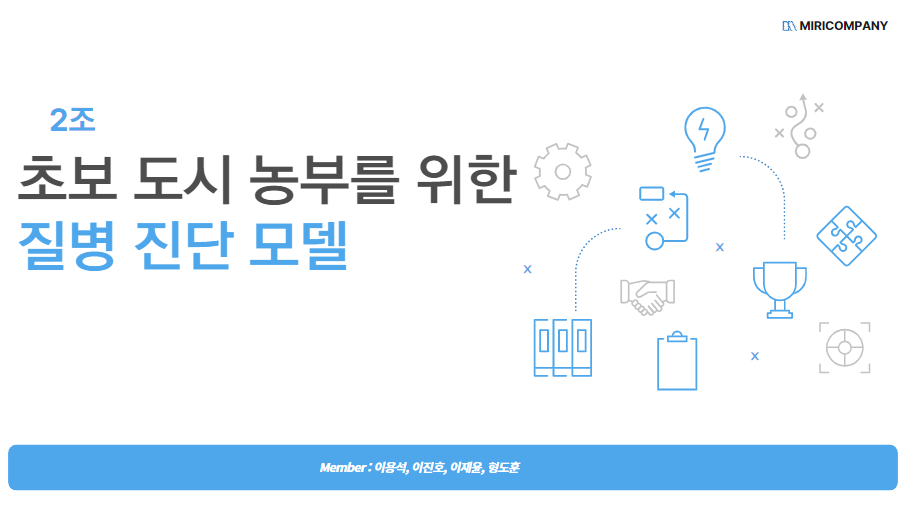 MIRICOMPANY
2조
초보 도시 농부를 위한
질병 진단 모델
Member : 이용석, 이진호, 이재율, 형도훈